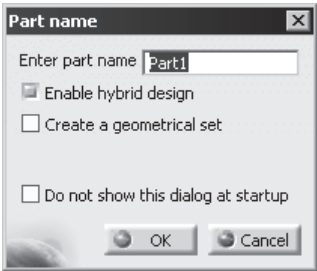 Part name
Enter part name Part1
Enable hybrid design
Create a geometrical set
Do not show this dialog at startup
OK Cancel